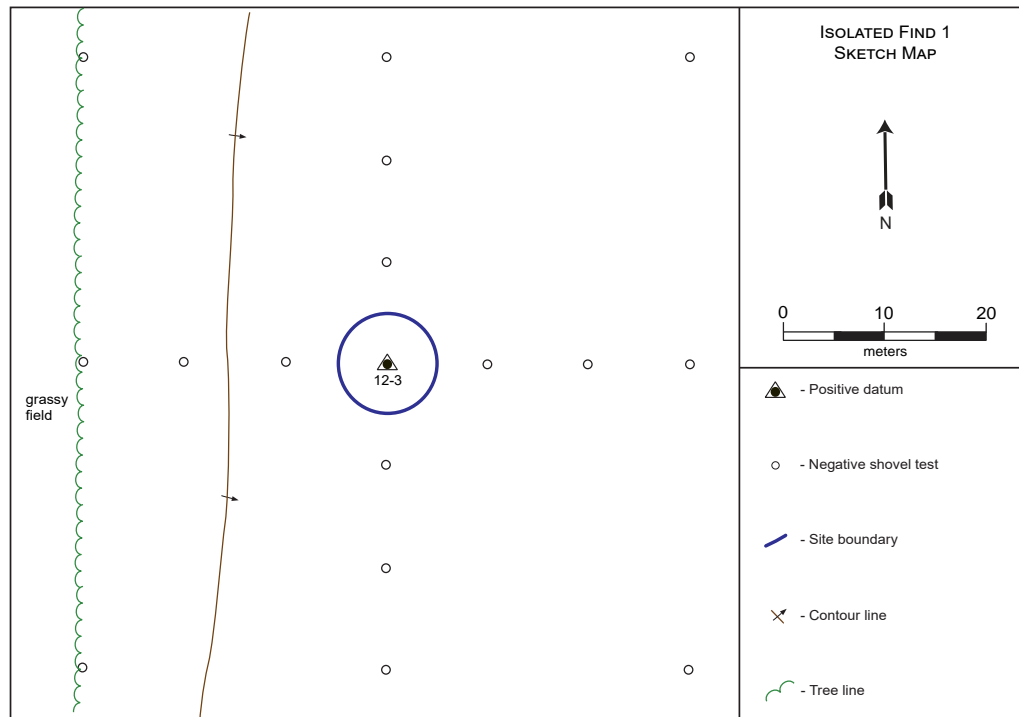 ISOLATED FIND 1
SKETCH MAP
N
0 10 20
meters
12-3
grassy
field
- Positive datum
- Negative shovel test
- Site boundary
- Contour line
- Tree line